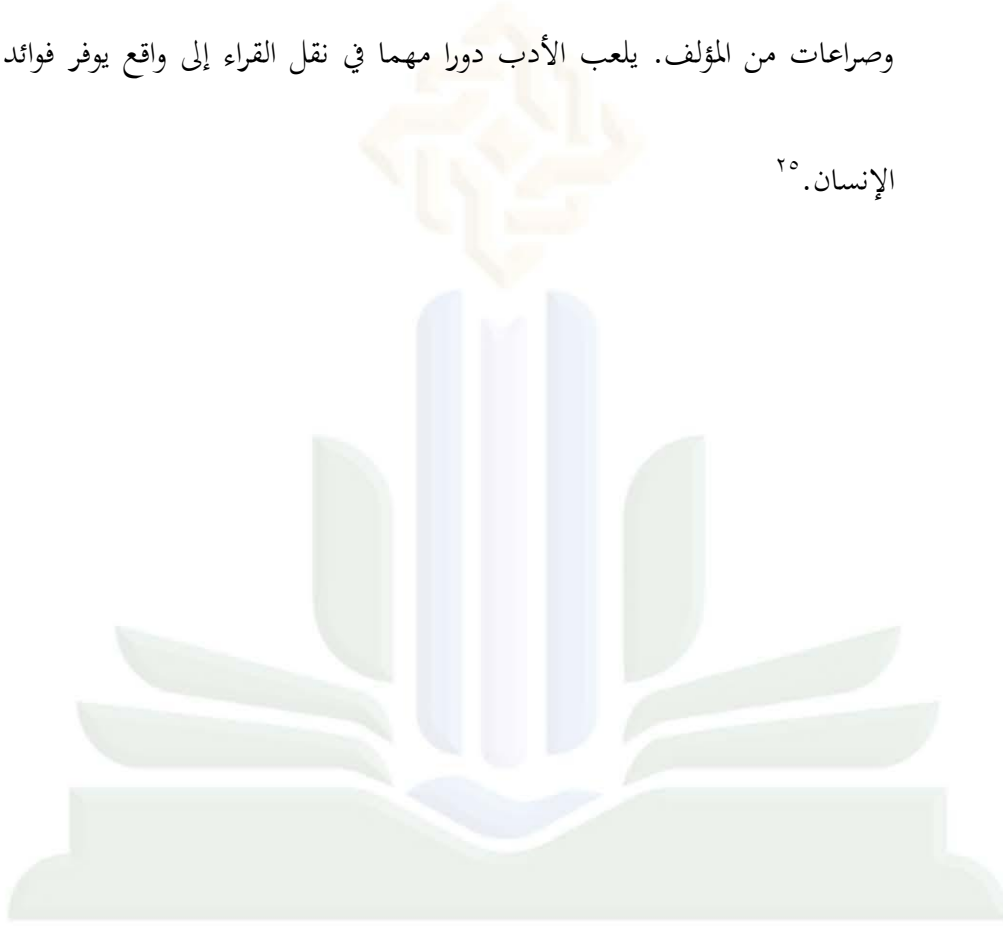 وصراعات من المؤلف. يلعب الأدب دورا مهما في نقل القراء إلى واقع يوفر فوائد
الإنسان.٢٥